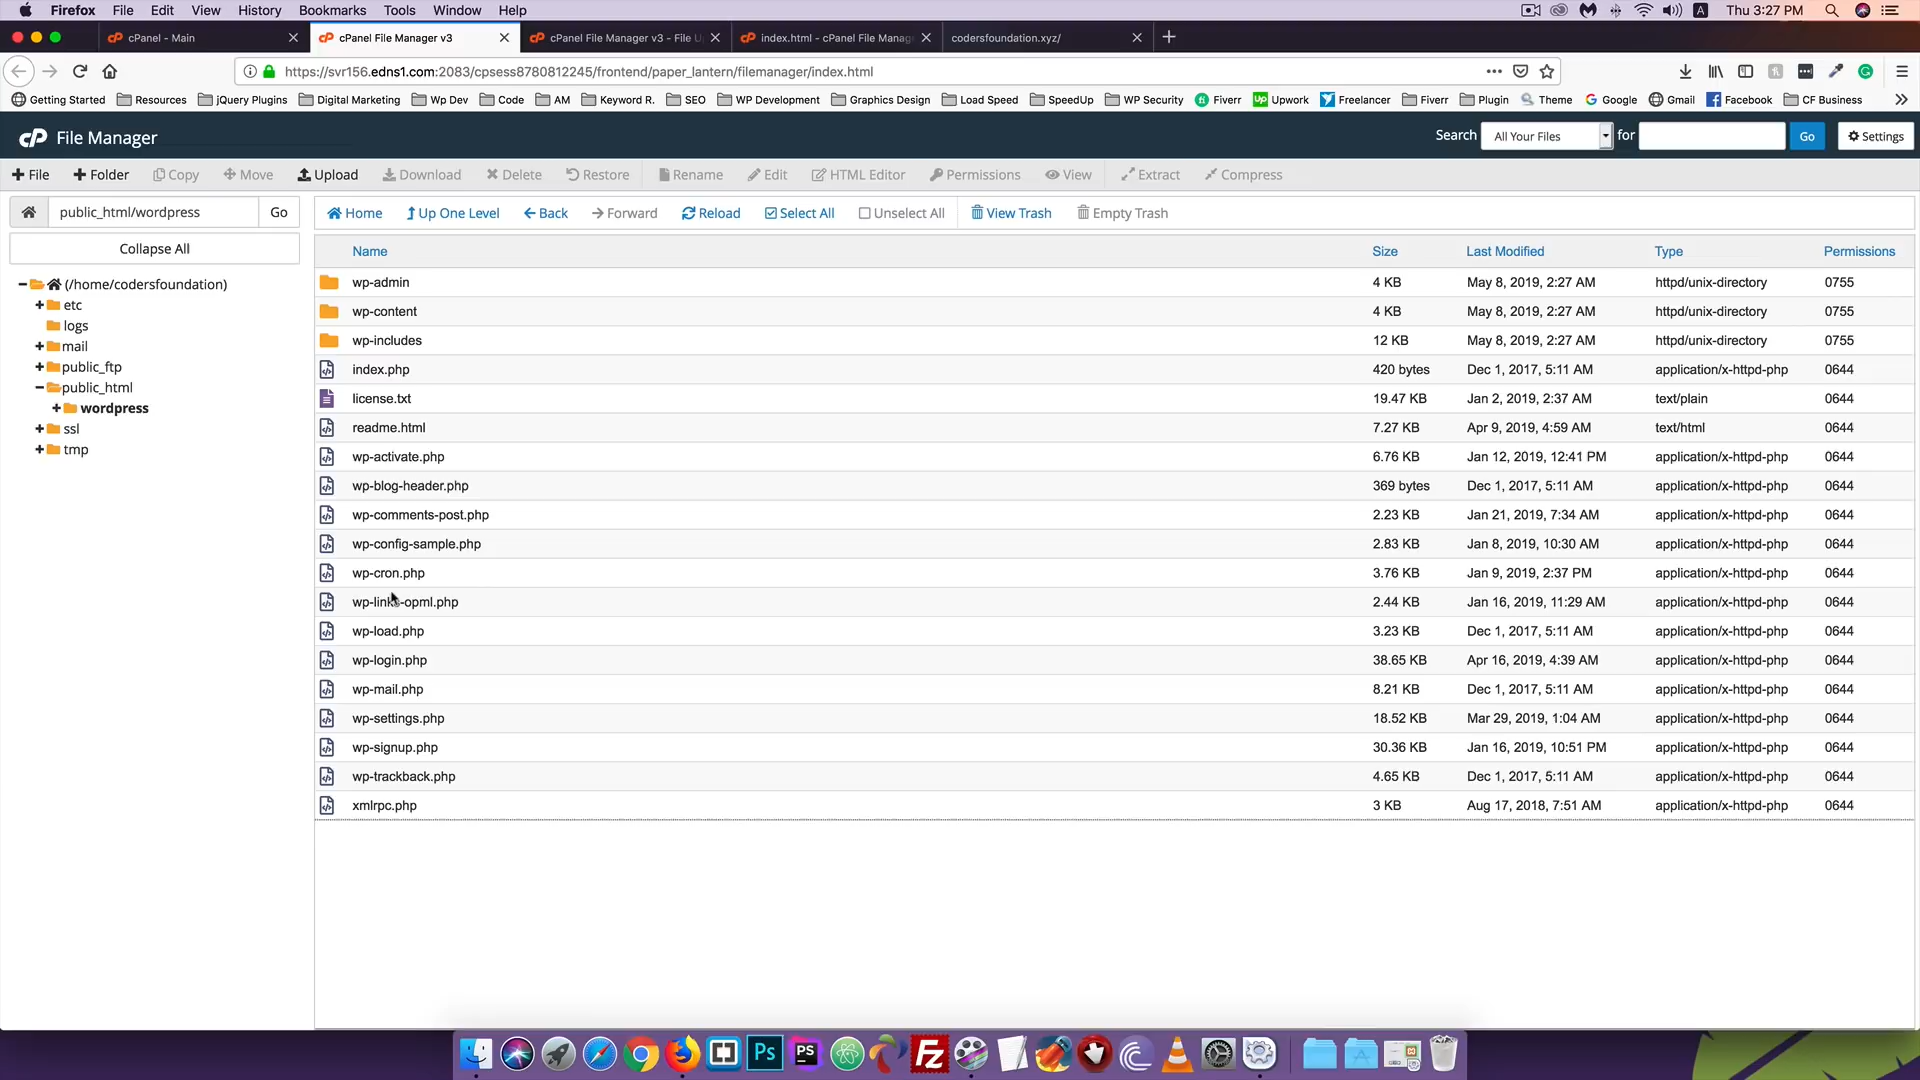 Firefox File Edit View History Bookmarks Tools Window Help Thu 3:27 PM
cPanel - Main cPanel File Manager v3 cPanel File Manager v3 - File U index.html - cPanel File Manag codersfoundation.xyz/
https://svr156.edns1.com:2083/cpsess8780812245/frontend/paper_lantern/filemanager/index.html
Getting Started Resources jQuery Plugins Digital Marketing Wp Dev Code AM Keyword R. SEO WP Development Graphics Design Load Speed SpeedUp WP Security Fiverr Upwork Freelancer Fiverr Plugin Theme Google Gmail Facebook CF Business
cP File Manager Search All Your Files for Go Settings
File Folder Copy Move Upload Download Delete Restore Rename Edit HTML Editor Permissions View Extract Compress
public_html/wordpress Go Home Up One Level Back Forward Reload Select All Unselect All View Trash Empty Trash
Collapse All
(/home/codersfoundation)
etc
logs
mail
public_ftp
public_html
wordpress
ssl
tmp
Name Size Last Modified Type Permissions
wp-admin 4 KB May 8, 2019, 2:27 AM httpd/unix-directory 0755
wp-content 4 KB May 8, 2019, 2:27 AM httpd/unix-directory 0755
wp-includes 12 KB May 8, 2019, 2:27 AM httpd/unix-directory 0755
index.php 420 bytes Dec 1, 2017, 5:11 AM application/x-httpd-php 0644
license.txt 19.47 KB Jan 2, 2019, 2:37 AM text/plain 0644
readme.html 7.27 KB Apr 9, 2019, 4:59 AM text/html 0644
wp-activate.php 6.76 KB Jan 12, 2019, 12:41 PM application/x-httpd-php 0644
wp-blog-header.php 369 bytes Dec 1, 2017, 5:11 AM application/x-httpd-php 0644
wp-comments-post.php 2.23 KB Jan 21, 2019, 7:34 AM application/x-httpd-php 0644
wp-config-sample.php 2.83 KB Jan 8, 2019, 10:30 AM application/x-httpd-php 0644
wp-cron.php 3.76 KB Jan 9, 2019, 2:37 PM application/x-httpd-php 0644
wp-links-opml.php 2.44 KB Jan 16, 2019, 11:29 AM application/x-httpd-php 0644
wp-load.php 3.23 KB Dec 1, 2017, 5:11 AM application/x-httpd-php 0644
wp-login.php 38.65 KB Apr 16, 2019, 4:39 AM application/x-httpd-php 0644
wp-mail.php 8.21 KB Dec 1, 2017, 5:11 AM application/x-httpd-php 0644
wp-settings.php 18.52 KB Mar 29, 2019, 1:04 AM application/x-httpd-php 0644
wp-signup.php 30.36 KB Jan 16, 2019, 10:51 PM application/x-httpd-php 0644
wp-trackback.php 4.65 KB Dec 1, 2017, 5:11 AM application/x-httpd-php 0644
xmlrpc.php 3 KB Aug 17, 2018, 7:51 AM application/x-httpd-php 0644
Ps PS FZ